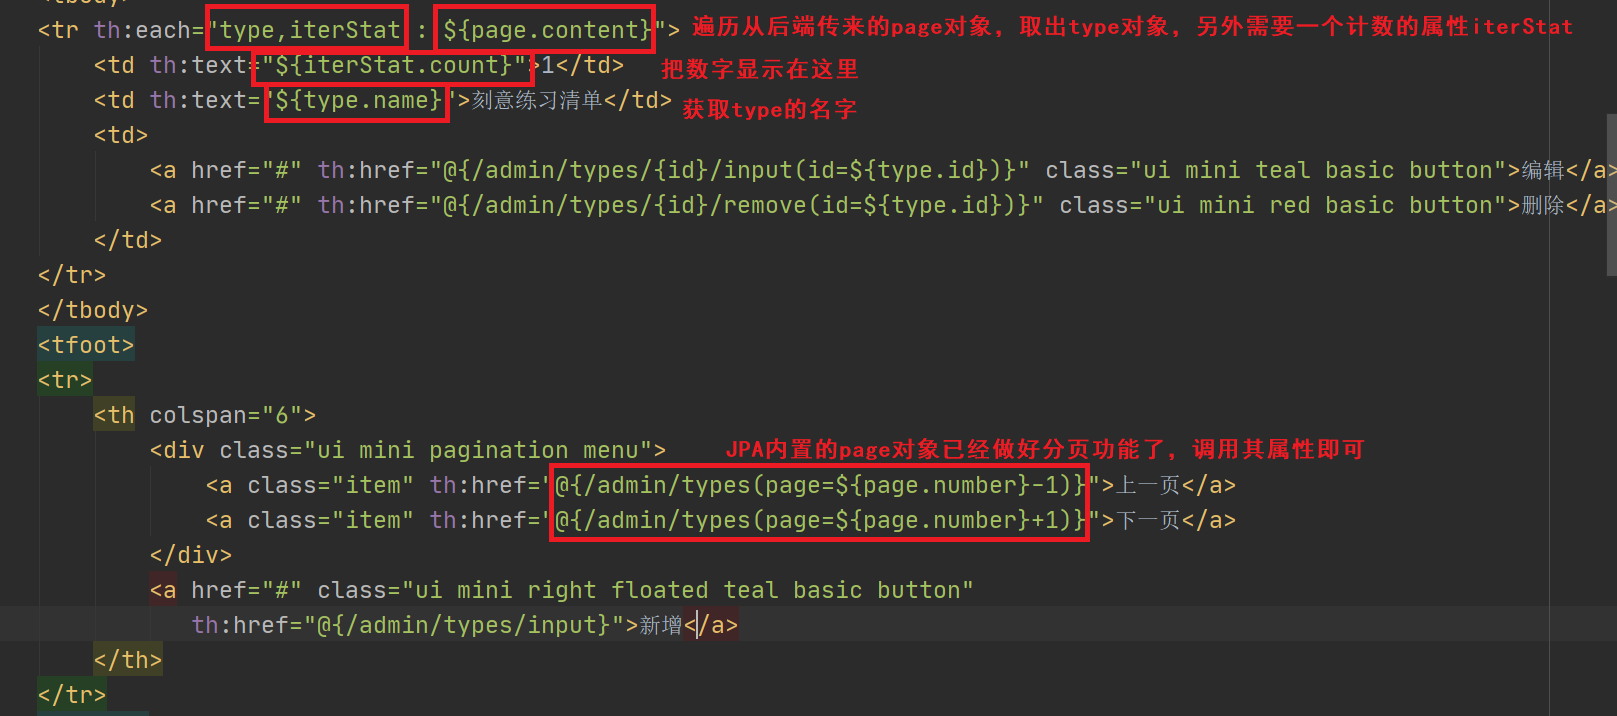 <tbody>
<tr th:each="type,iterStat : ${page.content}"> 遍历从后端传来的page对象，取出type对象，另外需要一个计数的属性iterStat
<td th:text="${iterStat.count}">1</td> 把数字显示在这里
<td th:text="${type.name}">刻意练习清单</td> 获取type的名字
<td>
<a href="#" th:href="@{/admin/types/{id}/input(id=${type.id})}" class="ui mini teal basic button">编辑</a>
<a href="#" th:href="@{/admin/types/{id}/remove(id=${type.id})}" class="ui mini red basic button">删除</a>
</td>
</tr>
</tbody>
<tfoot>
<tr>
<th colspan="6">
<div class="ui mini pagination menu"> JPA内置的page对象已经做好分页功能了，调用其属性即可
<a class="item" th:href="@{/admin/types(page=${page.number}-1)}">上一页</a>
<a class="item" th:href="@{/admin/types(page=${page.number}+1)}">下一页</a>
</div>
<a href="#" class="ui mini right floated teal basic button"
th:href="@{/admin/types/input}">新增</a>
</th>
</tr>